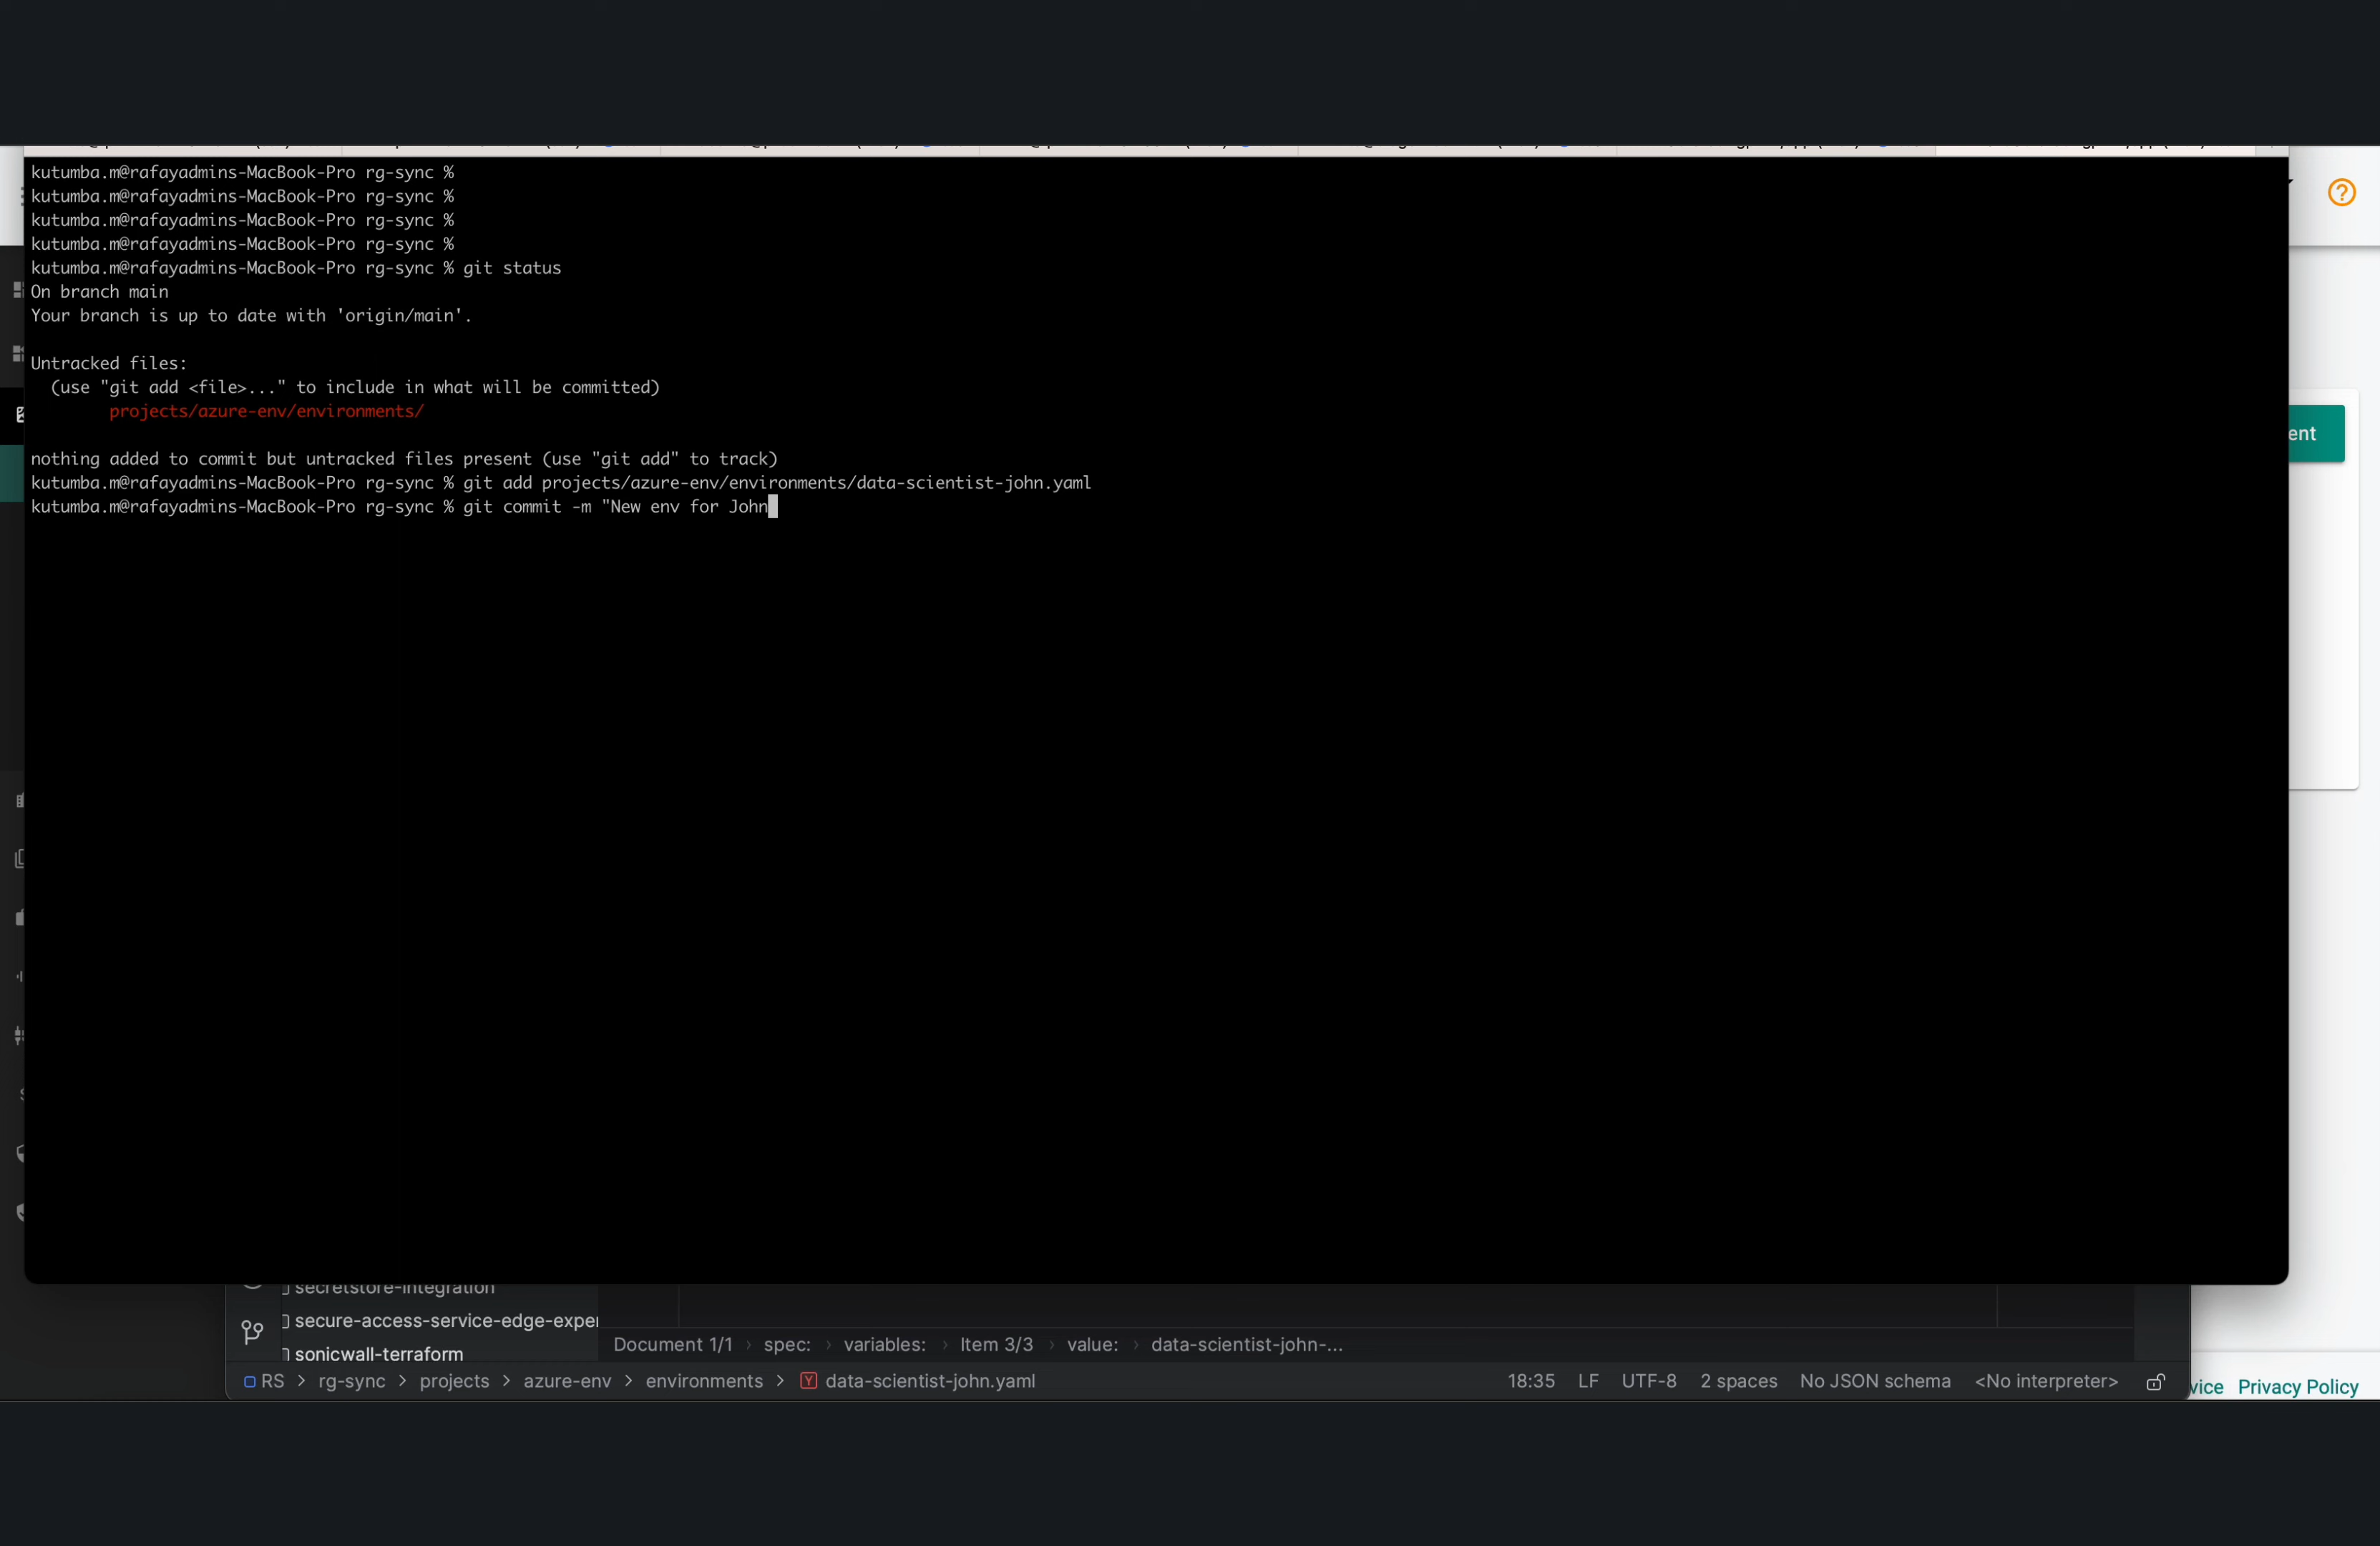 kutumba.m@rafayadmins-MacBook-Pro rg-sync %
kutumba.m@rafayadmins-MacBook-Pro rg-sync %
kutumba.m@rafayadmins-MacBook-Pro rg-sync %
kutumba.m@rafayadmins-MacBook-Pro rg-sync %
kutumba.m@rafayadmins-MacBook-Pro rg-sync % git status
On branch main
Your branch is up to date with 'origin/main'.
Untracked files:
(use "git add <file>..." to include in what will be committed)
projects/azure-env/environments/
ent
nothing added to commit but untracked files present (use "git add" to track)
kutumba.m@rafayadmins-MacBook-Pro rg-sync % git add projects/azure-env/environments/data-scientist-john.yaml
kutumba.m@rafayadmins-MacBook-Pro rg-sync % git commit -m "New env for John
secretstore-integration
secure-access-service-edge-exper
sonicwall-terraform
Document 1/1 › spec: › variables: › Item 3/3 › value: › data-scientist-john-...
RS > rg-sync > projects > azure-env > environments > data-scientist-john.yaml
18:35 LF UTF-8 2 spaces No JSON schema <No interpreter>
vice Privacy Policy